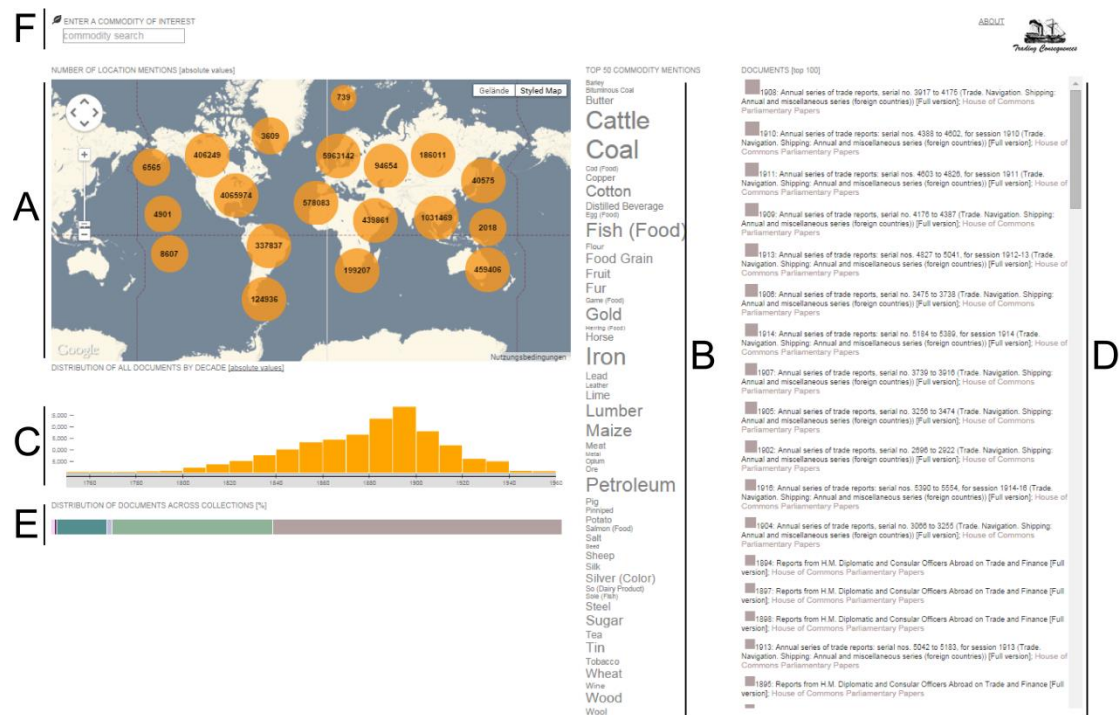 F
ENTER A COMMODITY OF INTEREST
commodity search
ABOUT
Trading Consequences
NUMBER OF LOCATION MENTIONS [absolute values]
A
Gelände
Styled Map
739
3609
406249
6565
5963142
94654
186011
40575
4065974
578083
4901
439861
1031469
2018
8607
337837
199207
459406
124936
Google
Nutzungsbedingungen
DISTRIBUTION OF ALL DOCUMENTS BY DECADE [absolute values]
C
1760
1780
1800
1820
1840
1860
1880
1900
1920
1940
1960
DISTRIBUTION OF DOCUMENTS ACROSS COLLECTIONS [%]
E
TOP 50 COMMODITY MENTIONS
Barley
Bituminous Coal
Butter
Cattle
Coal
Cod (Food)
Copper
Cotton
Distilled Beverage
Egg (Food)
Fish (Food)
Flour
Food Grain
Fruit
Fur
Game (Food)
Gold
Herring (Food)
Horse
Iron
Lead
Leather
Lime
Lumber
Maize
Meat
Metal
Opium
Ore
Petroleum
Pig
Pinniped
Potato
Salmon (Food)
Salt
Seed
Sheep
Silk
Silver (Color)
So (Dairy Product)
Sole (Fish)
Steel
Sugar
Tea
Tin
Tobacco
Wheat
Wine
Wood
Wool
B
DOCUMENTS [top 100]
1908: Annual series of trade reports, serial no. 3917 to 4175 (Trade. Navigation. Shipping:
Annual and miscellaneous series (foreign countries)) [Full version]; House of Commons
Parliamentary Papers
1910: Annual series of trade reports: serial nos. 4388 to 4602, for session 1910 (Trade.
Navigation. Shipping: Annual and miscellaneous series (foreign countries)) [Full version]; House of
Commons Parliamentary Papers
1911: Annual series of trade reports: serial nos. 4603 to 4826, for session 1911 (Trade.
Navigation. Shipping: Annual and miscellaneous series (foreign countries)) [Full version]; House of
Commons Parliamentary Papers
1909: Annual series of trade reports, serial no. 4176 to 4387 (Trade. Navigation. Shipping:
Annual and miscellaneous series (foreign countries)) [Full version]; House of Commons
Parliamentary Papers
1913: Annual series of trade reports: serial nos. 4827 to 5041, for session 1912-13 (Trade.
Navigation. Shipping: Annual and miscellaneous series (foreign countries)) [Full version]; House of
Commons Parliamentary Papers
1906: Annual series of trade reports, serial no. 3475 to 3738 (Trade. Navigation. Shipping:
Annual and miscellaneous series (foreign countries)) [Full version]; House of Commons
Parliamentary Papers
1914: Annual series of trade reports: serial nos. 5184 to 5389, for session 1914 (Trade.
Navigation. Shipping: Annual and miscellaneous series (foreign countries)) [Full version]; House of
Commons Parliamentary Papers
1907: Annual series of trade reports, serial no. 3739 to 3916 (Trade. Navigation. Shipping:
Annual and miscellaneous series (foreign countries)) [Full version]; House of Commons
Parliamentary Papers
1905: Annual series of trade reports, serial no. 3256 to 3474 (Trade. Navigation. Shipping:
Annual and miscellaneous series (foreign countries)) [Full version]; House of Commons
Parliamentary Papers
1902: Annual series of trade reports, serial no. 2696 to 2922 (Trade. Navigation. Shipping:
Annual and miscellaneous series (foreign countries)) [Full version]; House of Commons
Parliamentary Papers
1916: Annual series of trade reports, serial nos. 5390 to 5554, for session 1914-16 (Trade.
Navigation. Shipping: Annual and miscellaneous series (foreign countries)) [Full version]; House of
Commons Parliamentary Papers
1904: Annual series of trade reports, serial no. 3066 to 3255 (Trade. Navigation. Shipping:
Annual and miscellaneous series (foreign countries)) [Full version]; House of Commons
Parliamentary Papers
1894: Reports from H.M. Diplomatic and Consular Officers Abroad on Trade and Finance [Full
version]; House of Commons Parliamentary Papers
1897: Reports from H.M. Diplomatic and Consular Officers Abroad on Trade and Finance [Full
version]; House of Commons Parliamentary Papers
1898: Reports from H.M. Diplomatic and Consular Officers Abroad on Trade and Finance [Full
version]; House of Commons Parliamentary Papers
1913: Annual series of trade reports: serial nos. 5042 to 5183, for session 1913 (Trade.
Navigation. Shipping: Annual and miscellaneous series (foreign countries)) [Full version]; House of
Commons Parliamentary Papers
1896: Reports from H.M. Diplomatic and Consular Officers Abroad on Trade and Finance [Full
version]; House of Commons Parliamentary Papers
D